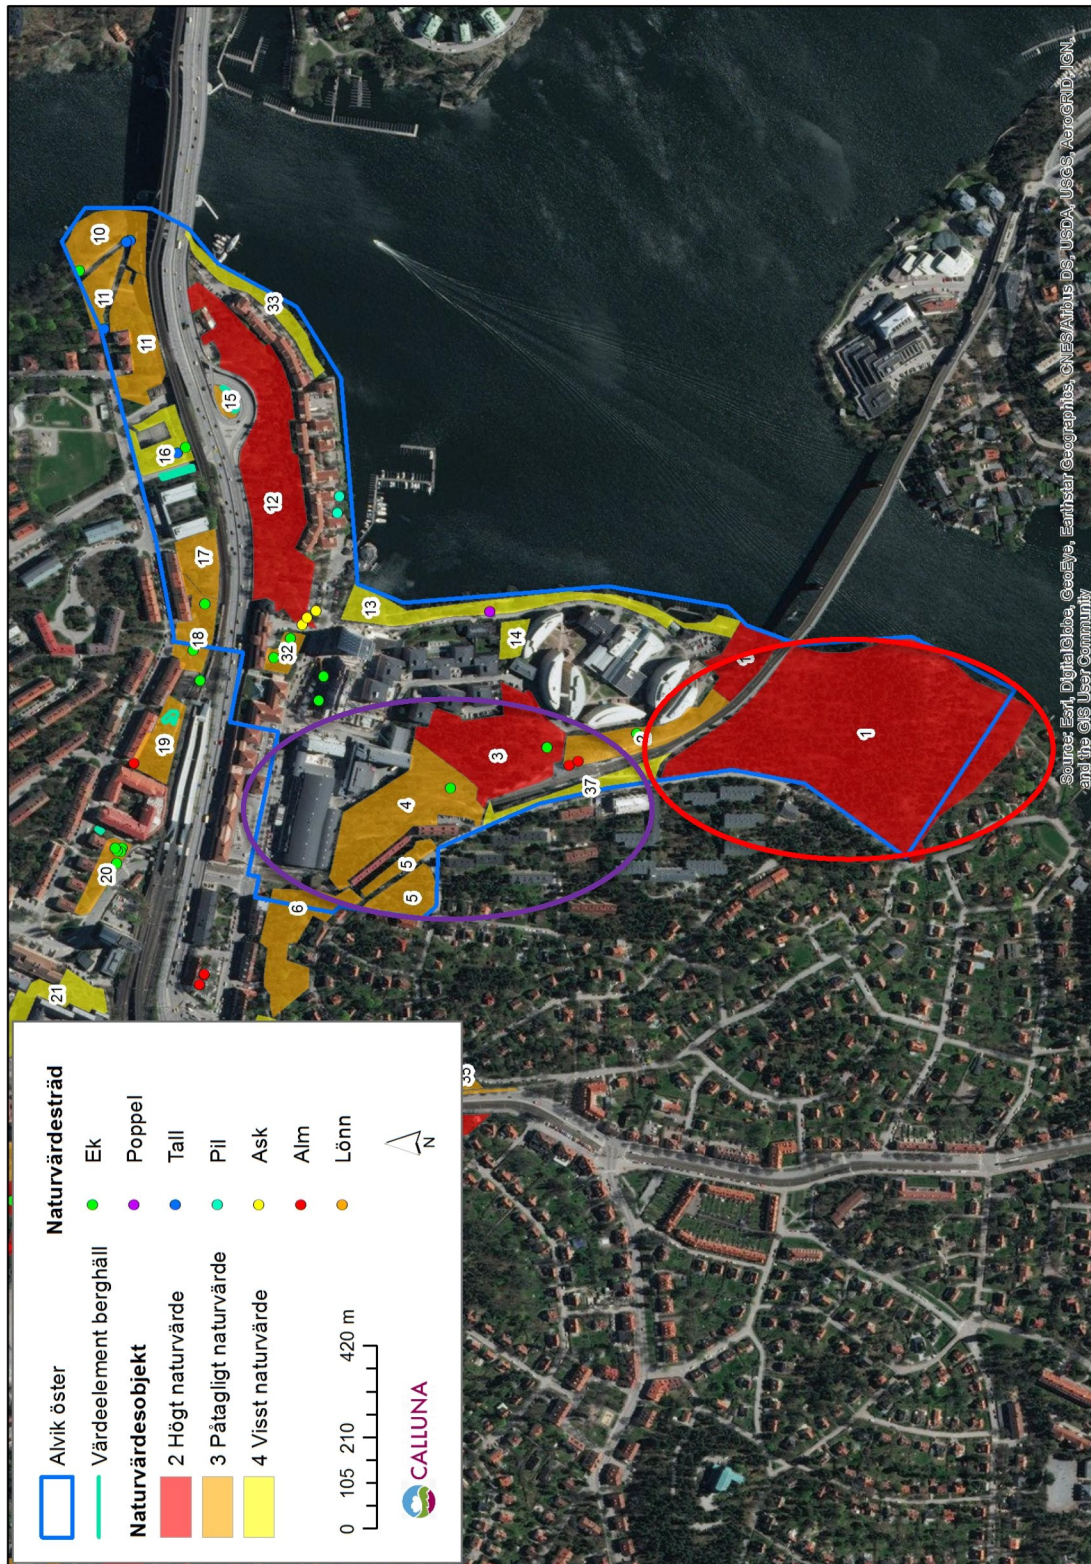 Alvik öster
Värdeelement berghäll
Naturvärdesobjekt
2 Högt naturvärde
3 Påtagligt naturvärde
4 Visst naturvärde
0 105 210 420 m
CALLUNA
Naturvärdesträd
Ek
Poppel
Tall
Pil
Ask
Alm
Lönn
N
10
11
11
16
15
33
12
17
18
32
13
14
19
20
21
6
4
3
5
5
37
1
35
Source: Esri, DigitalGlobe, GeoEye, Earthstar Geographics, CNES/Airbus DS, USDA, USGS, AeroGRID, IGN,
and the GIS User Community